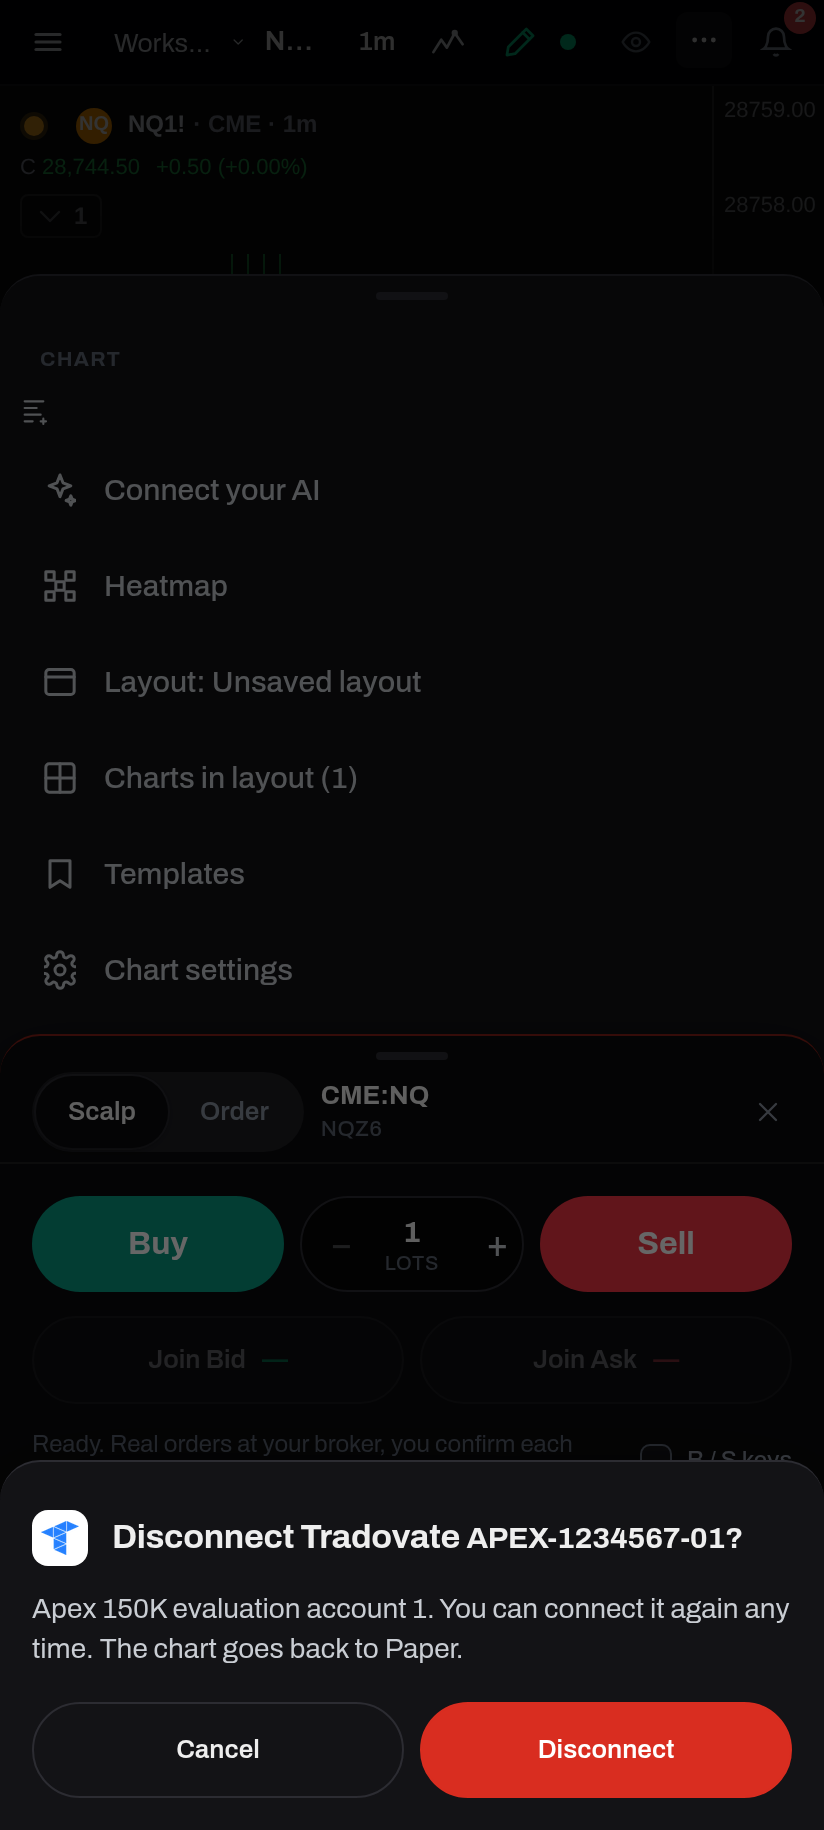 Works... N... 1m 2
NQ NQ1! · CME · 1m
28759.00
C 28,744.50 +0.50 (+0.00%)
28758.00
1
CHART
Connect your AI
Heatmap
Layout: Unsaved layout
Charts in layout (1)
Templates
Chart settings
Scalp Order CME:NQ
NQZ6
Buy − 1 + Sell
LOTS
Join Bid — Join Ask —
Ready. Real orders at your broker, you confirm each
B / S keys
Disconnect Tradovate APEX-1234567-01?
Apex 150K evaluation account 1. You can connect it again any
time. The chart goes back to Paper.
Cancel Disconnect